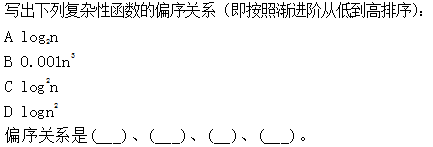 写出下列复杂性函数的偏序关系（即按照渐进阶从低到高排序）：
A log₂n
B 0.001n³
C log²n
D logn²
偏序关系是(___)、(___)、(__)、(___)。